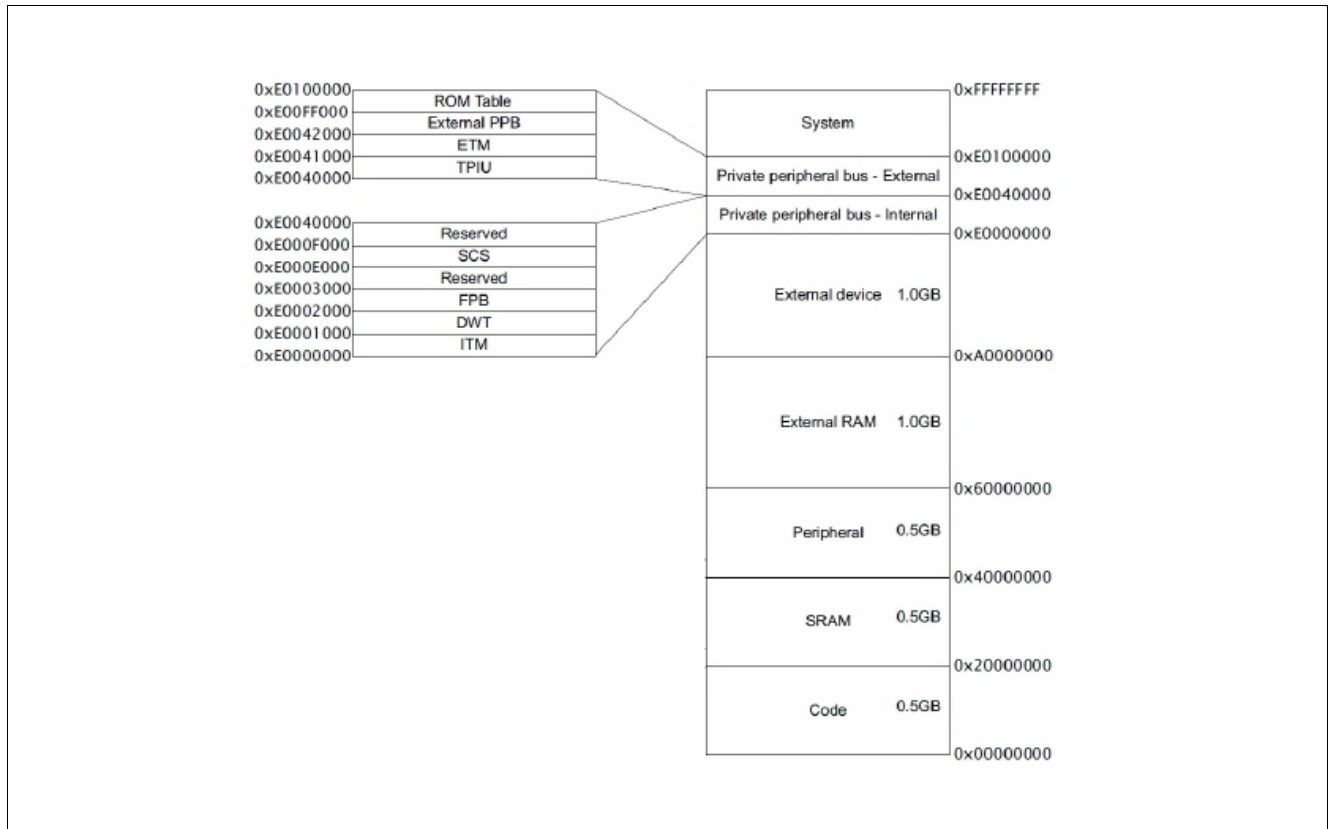 0xE0100000
ROM Table
0xE00FF000
External PPB
0xE0042000
ETM
0xE0041000
TPIU
0xE0040000
0xE0040000
Reserved
0xE000F000
SCS
0xE000E000
Reserved
0xE0003000
FPB
0xE0002000
DWT
0xE0001000
ITM
0xE0000000
0xFFFFFFFF
System
0xE0100000
Private peripheral bus - External
0xE0040000
Private peripheral bus - Internal
0xE0000000
External device 1.0GB
0xA0000000
External RAM 1.0GB
0x60000000
Peripheral 0.5GB
0x40000000
SRAM 0.5GB
0x20000000
Code 0.5GB
0x00000000